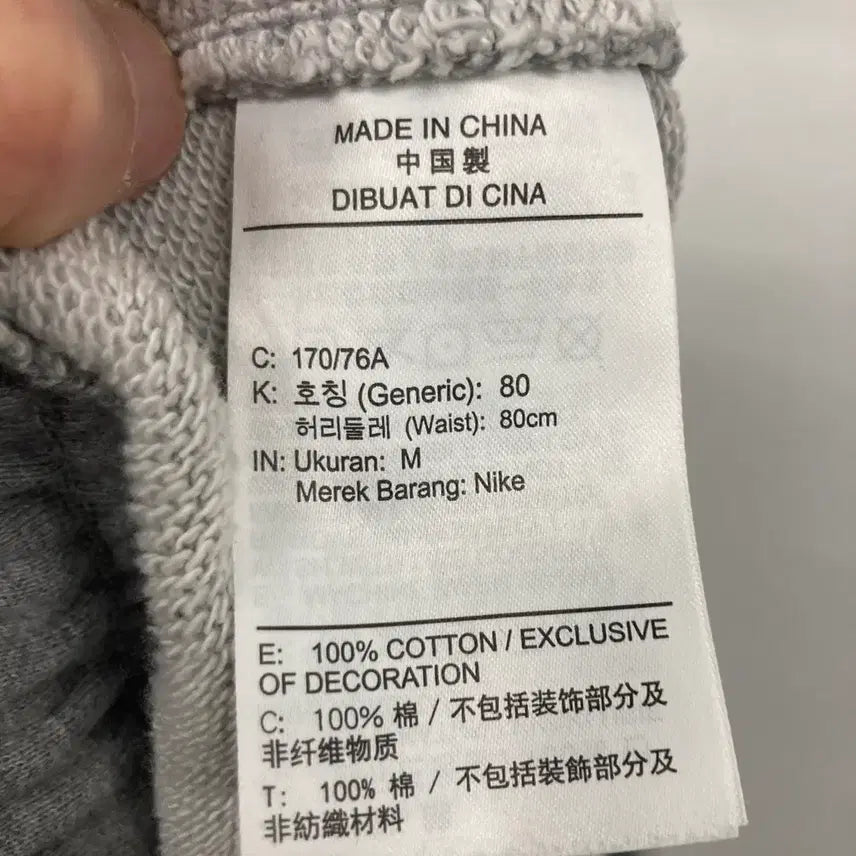 MADE IN CHINA
中国製
DIBUAT DI CINA
C: 170/76A
K: 호칭 (Generic): 80
허리둘레 (Waist): 80cm
IN: Ukuran: M
Merek Barang: Nike
E: 100% COTTON / EXCLUSIVE
OF DECORATION
C: 100% 棉 / 不包括装饰部分及
非纤维物质
T: 100% 棉 / 不包括裝飾部分及
非紡織材料